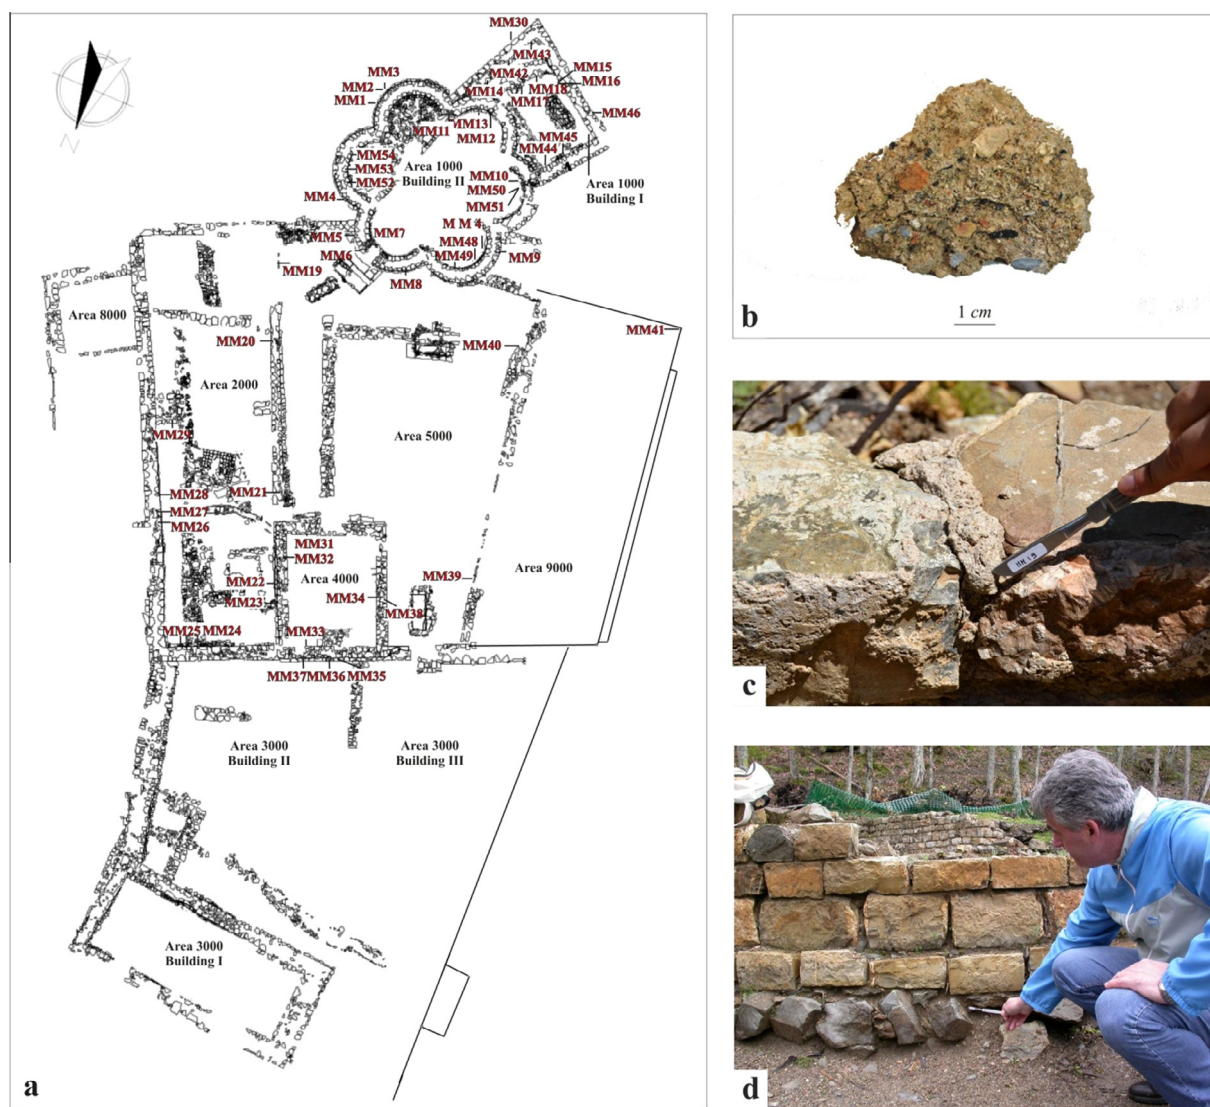 MM30
MM43
MM3
MM15
MM42
MM16
MM2
MM14
MM18
MM1
MM17
MM46
MM11
MM13
MM12
MM45
MM54
MM44
Area 1000
Building II
MM53
MM10
MM52
MM50
Area 1000
Building I
MM4
MM51
M M 4
MM5
MM7
MM48
MM6
MM49
MM9
MM19
MM8
Area 8000
MM41
MM20
MM40
Area 2000
MM29
Area 5000
MM28
MM21
MM27
MM26
MM31
MM32
Area 9000
MM22
Area 4000
MM39
MM23
MM34
MM38
MM25
MM24
MM33
MM37
MM36
MM35
Area 3000
Building II
Area 3000
Building III
Area 3000
Building I
N
a
1 cm
b
c
d